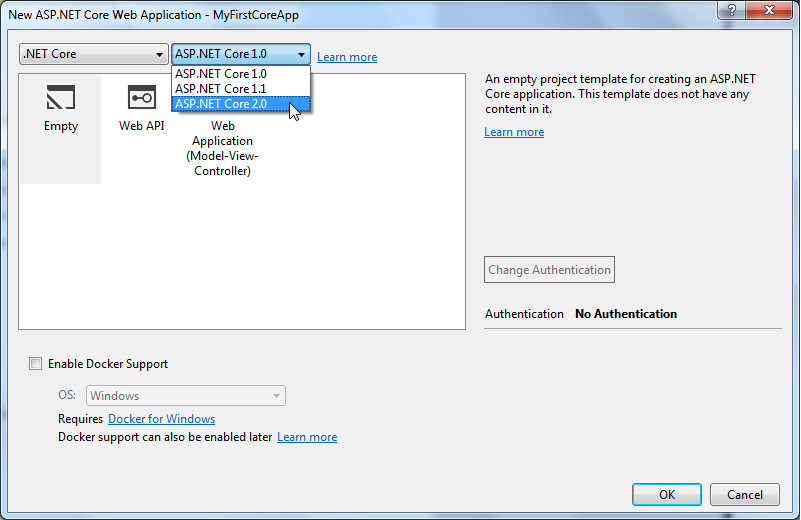 New ASP.NET Core Web Application - MyFirstCoreApp
.NET Core
ASP.NET Core 1.0
Learn more
ASP.NET Core 1.0
ASP.NET Core 1.1
ASP.NET Core 2.0
Empty
Web API
Web
Application
(Model-View-
Controller)
An empty project template for creating an ASP.NET
Core application. This template does not have any
content in it.
Learn more
Change Authentication
Authentication No Authentication
Enable Docker Support
OS: Windows
Requires Docker for Windows
Docker support can also be enabled later Learn more
OK
Cancel